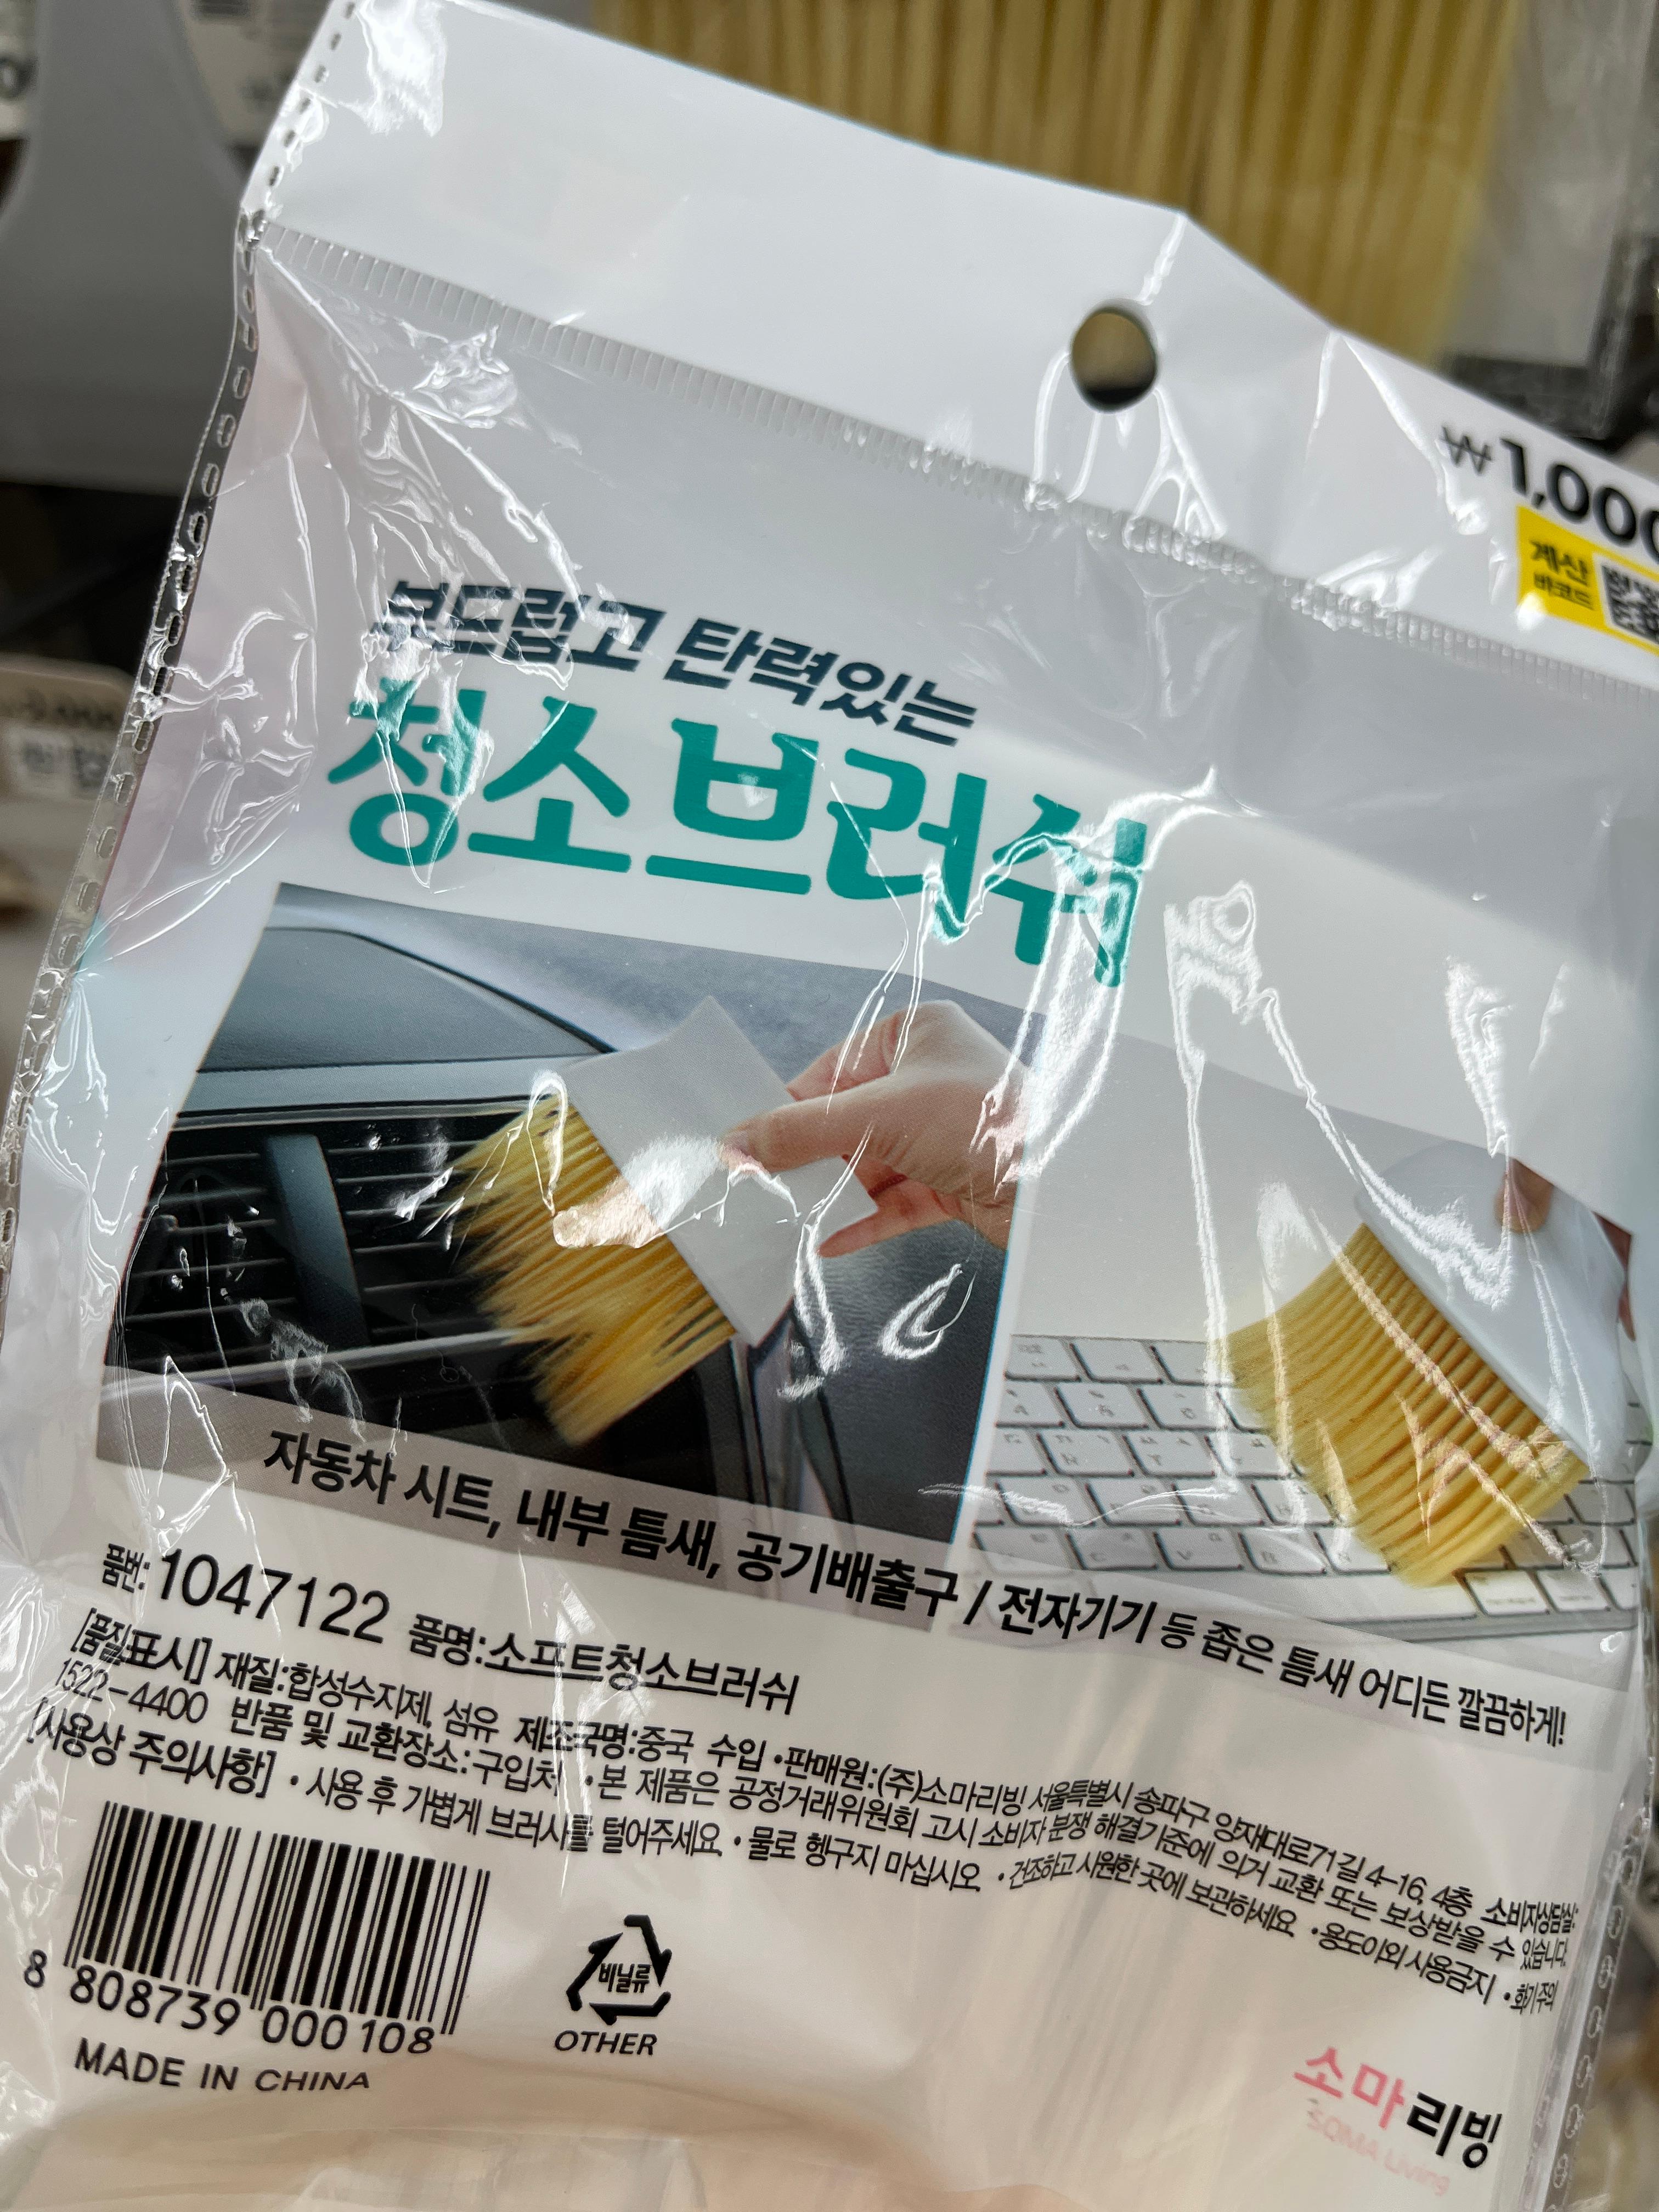 ₩1,000
계산
바코드
부드럽고 탄력있는
청소브러쉬
자동차 시트, 내부 틈새, 공기배출구 / 전자기기 등 좁은 틈새 어디든 깔끔하게!
품번: 1047122 품명:소프트청소브러쉬
[품질표시] 재질:합성수지제, 섬유 제조국명:중국 수입•판매원:(주)소마리빙 서울특별시 송파구 양재대로71길 4-16, 4층 소비자상담실:
1522-4400 반품 및 교환장소:구입처 •본 제품은 공정거래위원회 고시 소비자 분쟁 해결기준에 의거 교환 또는 보상받을 수 있습니다.
[사용상 주의사항] •사용 후 가볍게 브러시를 털어주세요. •물로 헹구지 마십시오. •건조하고 시원한 곳에 보관하세요. •용도이외 사용금지 •화기 주의
8 808739 000108
MADE IN CHINA
비닐류
OTHER
소마리빙
SOMA Living